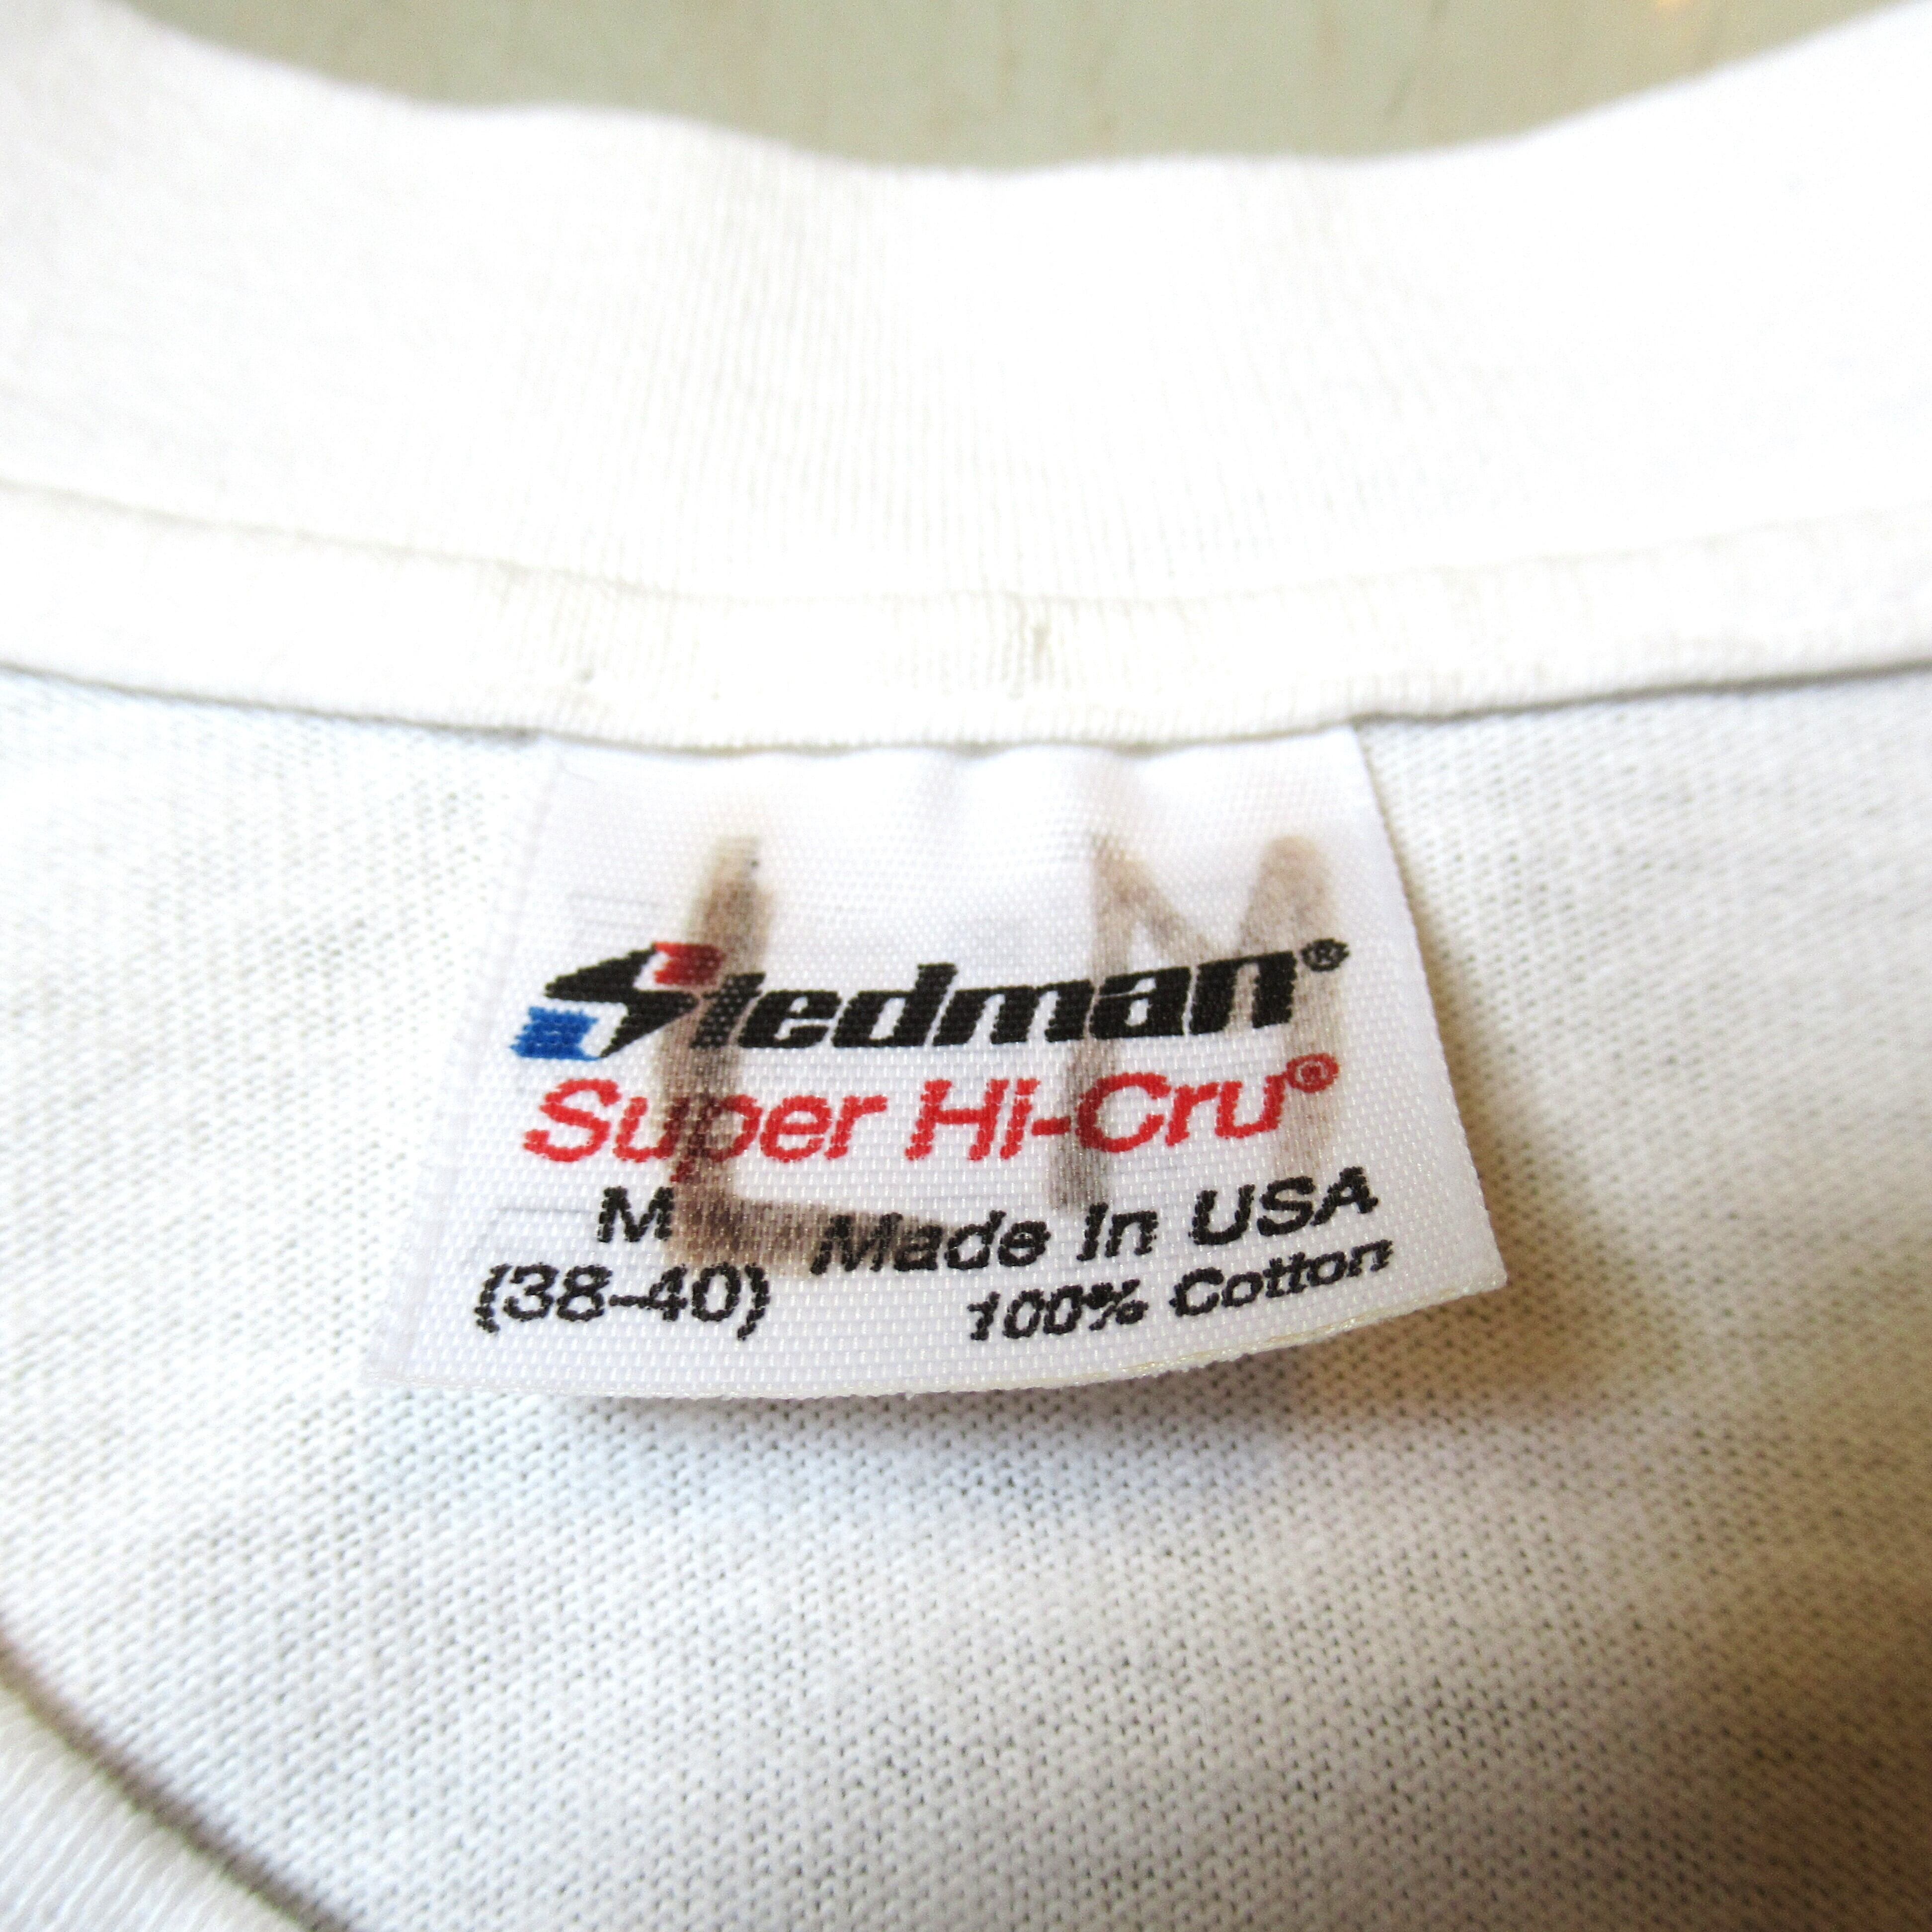 L M
Stedman®
Super Hi-Cru®
M Made In USA
(38-40) 100% Cotton